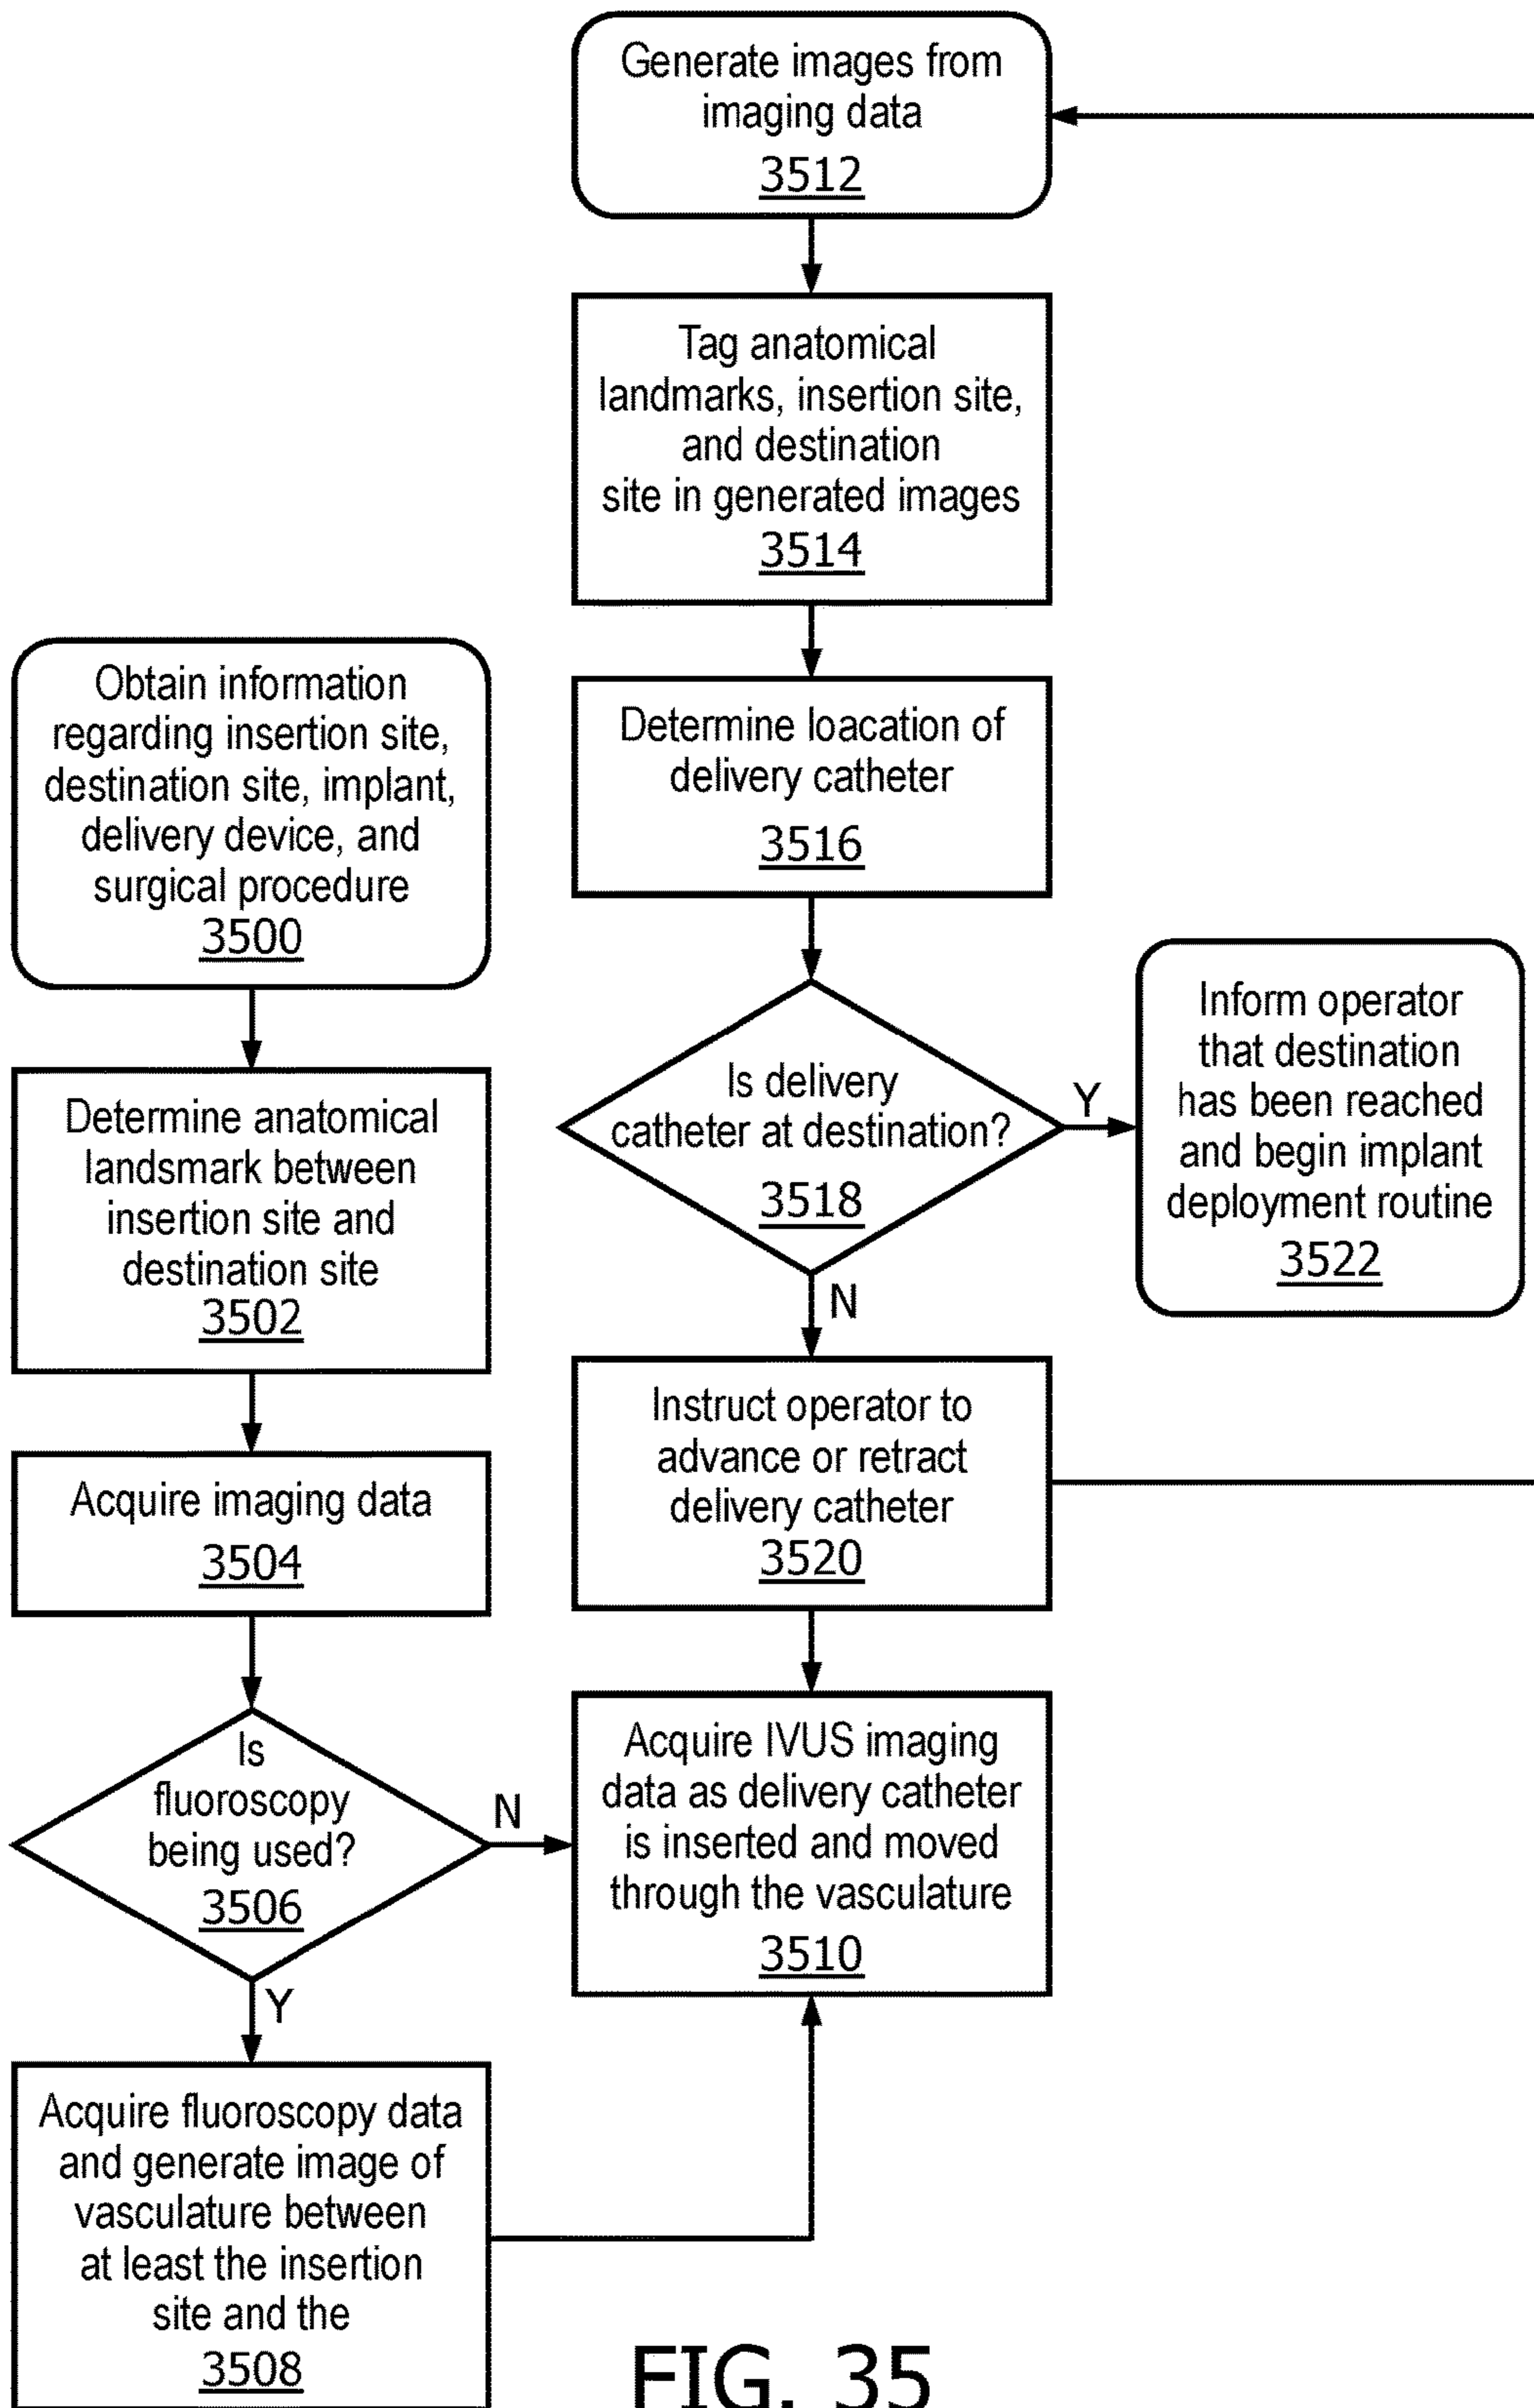 Generate images from
imaging data
3512
Tag anatomical
landmarks, insertion site,
and destination
site in generated images
3514
Determine loacation of
delivery catheter
3516
Is delivery
catheter at destination?
3518
Y
N
Inform operator
that destination
has been reached
and begin implant
deployment routine
3522
Instruct operator to
advance or retract
delivery catheter
3520
Acquire IVUS imaging
data as delivery catheter
is inserted and moved
through the vasculature
3510
Obtain information
regarding insertion site,
destination site, implant,
delivery device, and
surgical procedure
3500
Determine anatomical
landsmark between
insertion site and
destination site
3502
Acquire imaging data
3504
Is
fluoroscopy
being used?
3506
N
Y
Acquire fluoroscopy data
and generate image of
vasculature between
at least the insertion
site and the
3508
FIG. 35